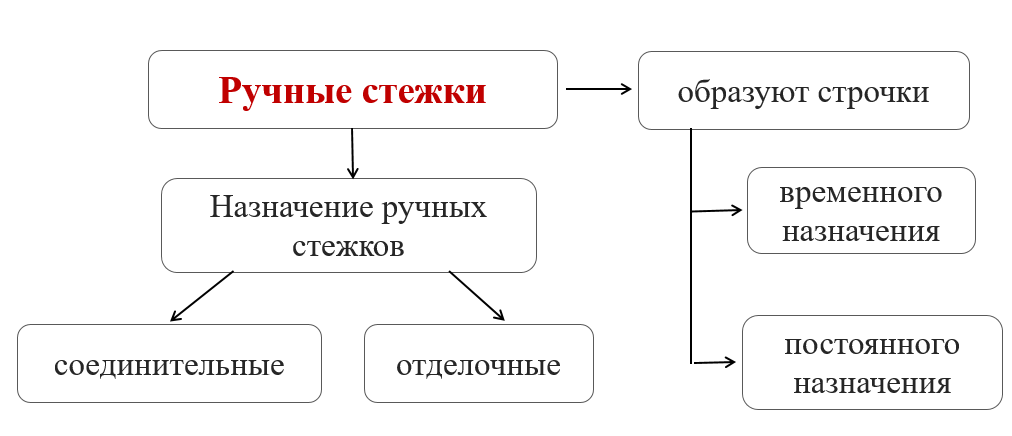 Ручные стежки
образуют строчки
Назначение ручных
стежков
временного
назначения
соединительные
отделочные
постоянного
назначения